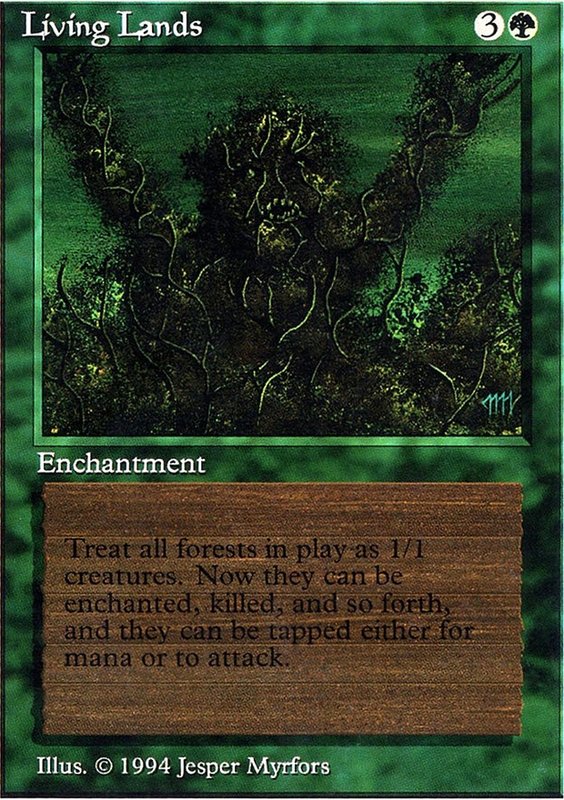 Living Lands 3
Enchantment
Treat all forests in play as 1/1
creatures. Now they can be
enchanted, killed, and so forth,
and they can be tapped either for
mana or to attack.
Illus. © 1994 Jesper Myrfors